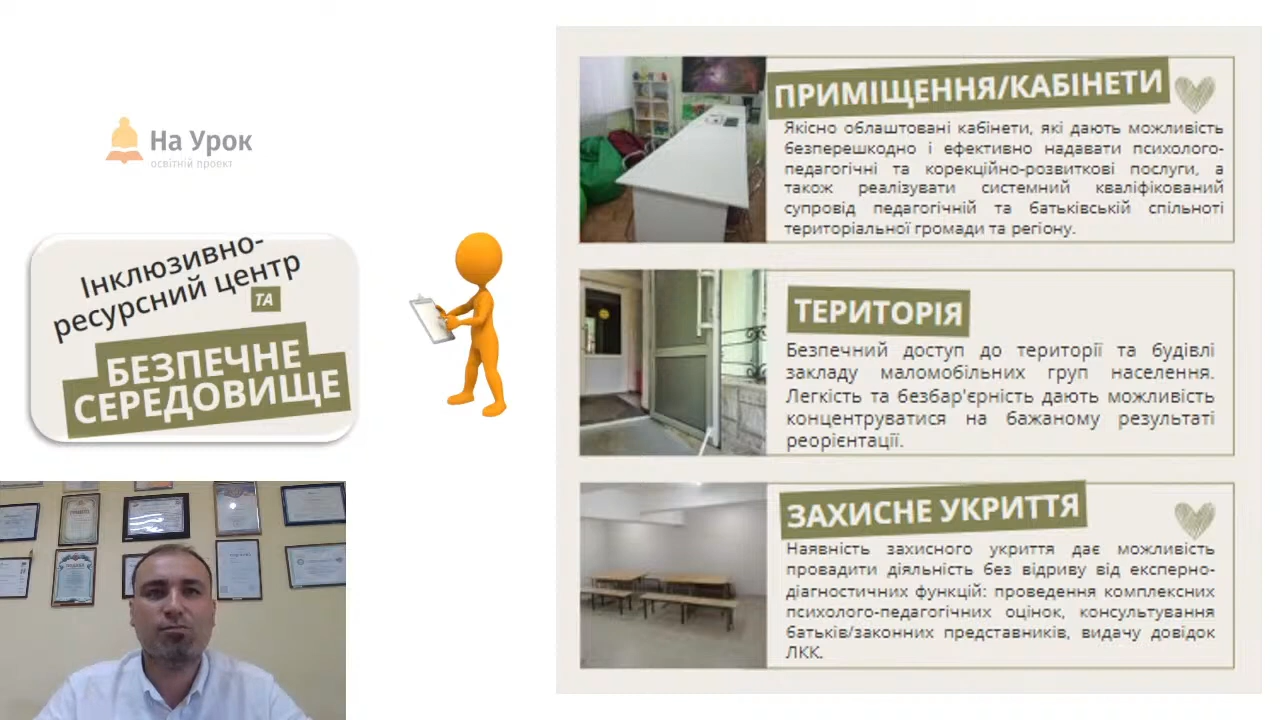 На Урок
освітній проект
Інклюзивно-
ресурсний центр
ТА
БЕЗПЕЧНЕ
СЕРЕДОВИЩЕ
ПРИМІЩЕННЯ/КАБІНЕТИ
Якісно облаштовані кабінети, які дають можливість
безперешкодно і ефективно надавати психолого-
педагогічні та корекційно-розвиткові послуги, а
також реалізувати системний кваліфікований
супровід педагогічній та батьківській спільноті
територіальної громади та регіону.
ТЕРИТОРІЯ
Безпечний доступ до території та будівлі
закладу маломобільних груп населення.
Легкість та безбар'єрність дають можливість
концентруватися на бажаному результаті
реорієнтації.
ЗАХИСНЕ УКРИТТЯ
Наявність захисного укриття дає можливість
провадити діяльність без відриву від експерно-
діагностичних функцій: проведення комплексних
психолого-педагогічних оцінок, консультування
батьків/законних представників, видачу довідок
ЛКК.